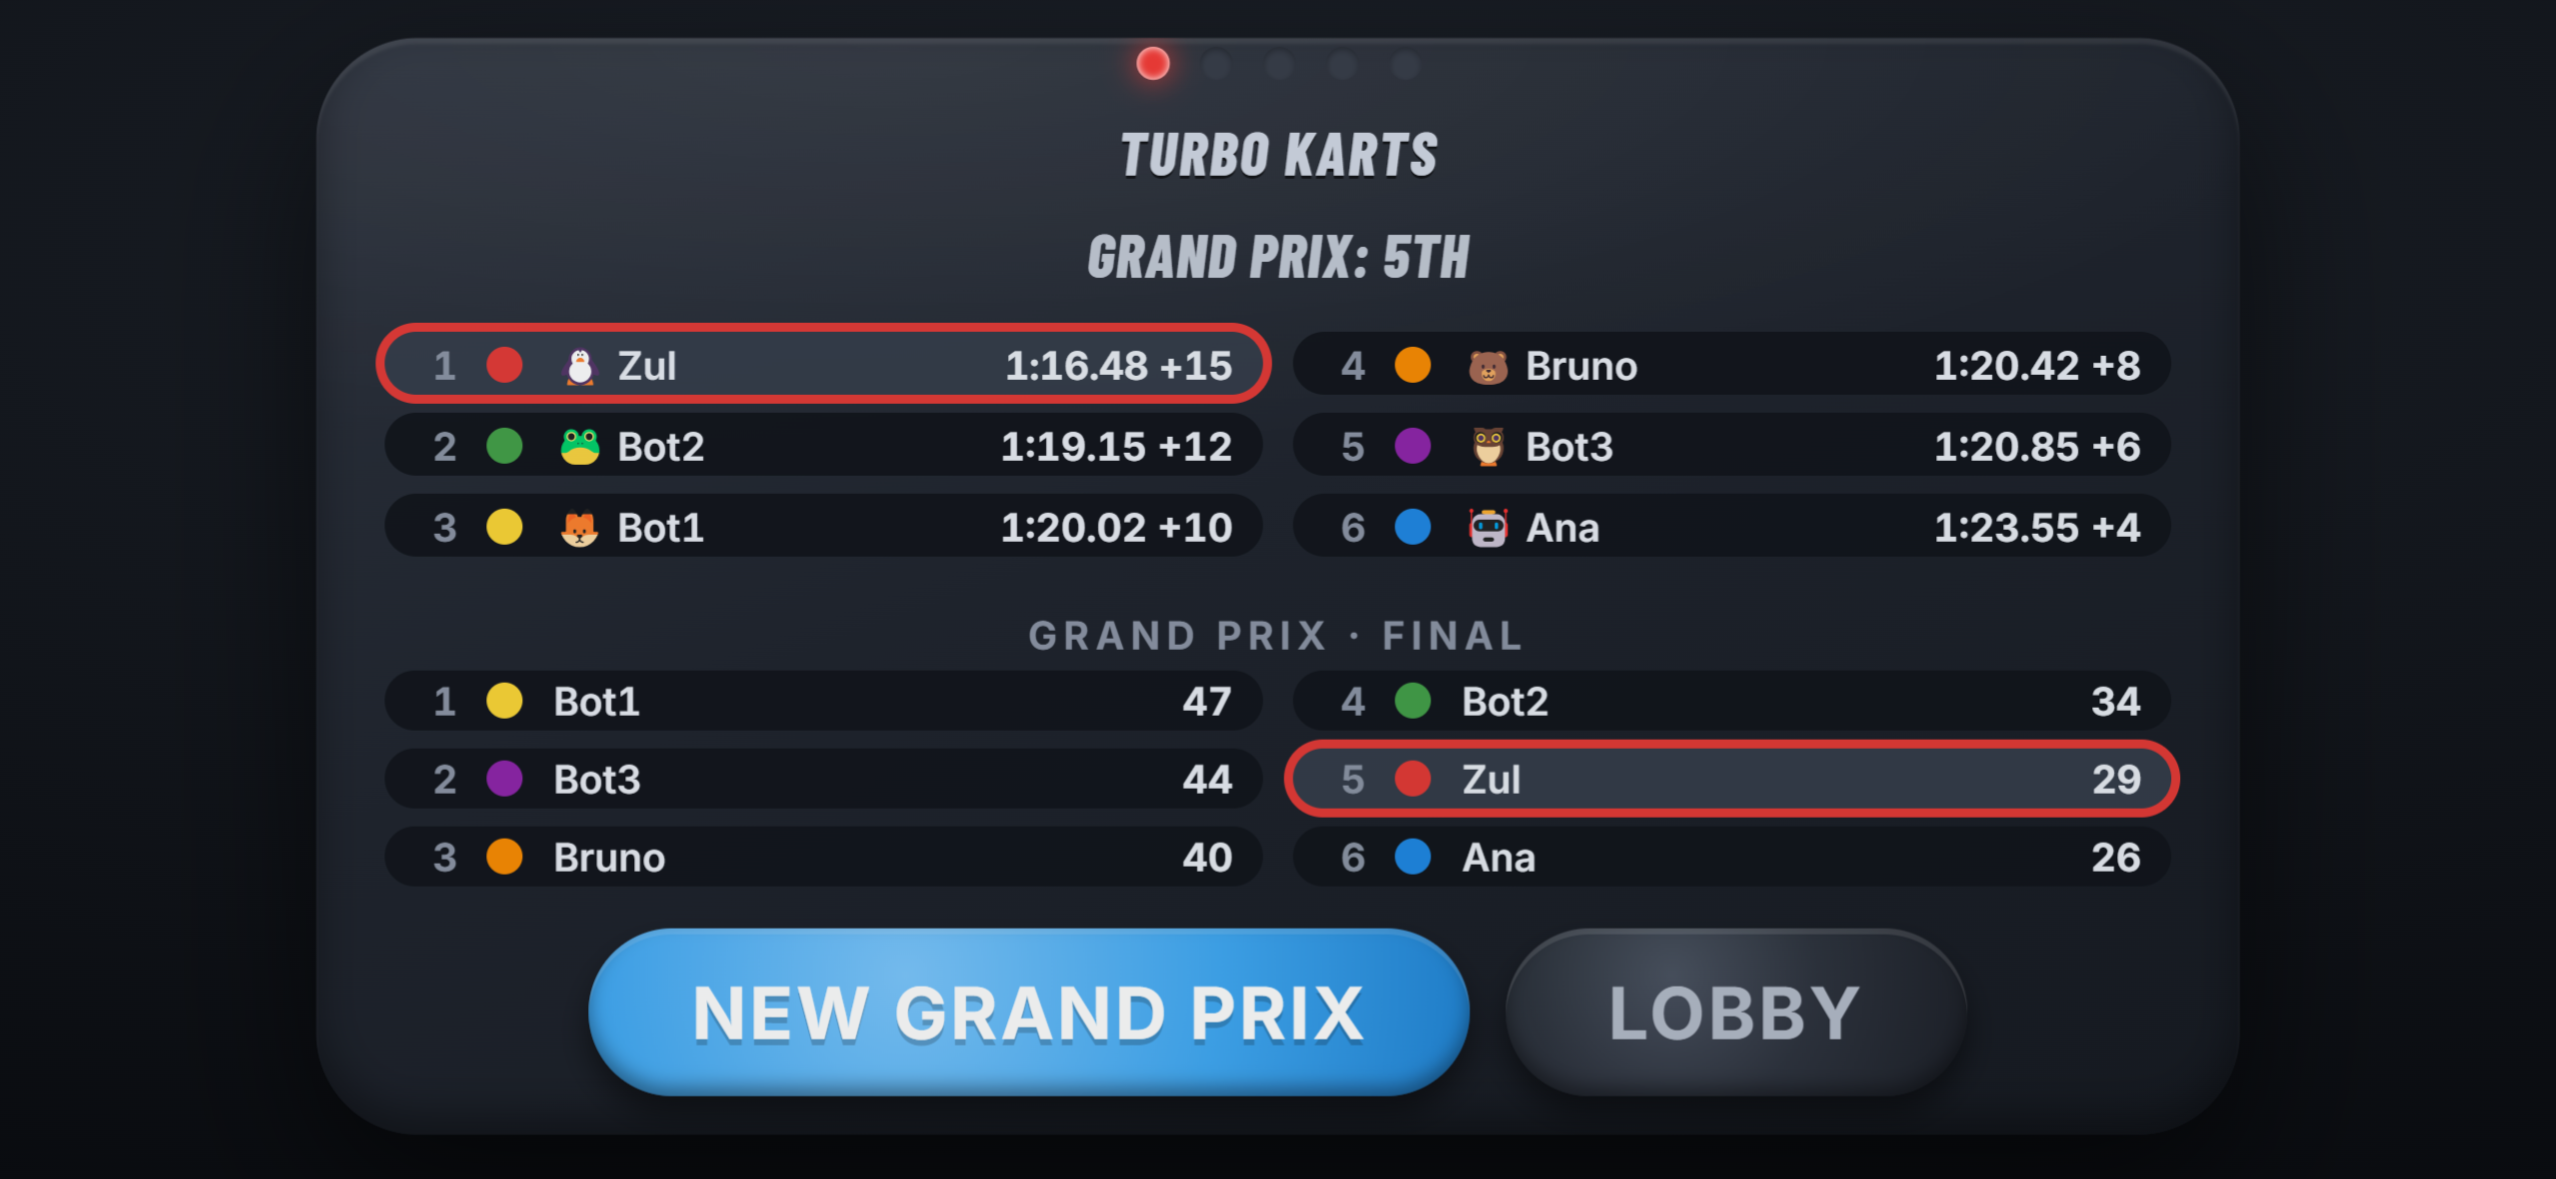 TURBO KARTS
GRAND PRIX: 5TH
1 Zul 1:16.48 +15
2 Bot2 1:19.15 +12
3 Bot1 1:20.02 +10
4 Bruno 1:20.42 +8
5 Bot3 1:20.85 +6
6 Ana 1:23.55 +4
GRAND PRIX · FINAL
1 Bot1 47
2 Bot3 44
3 Bruno 40
4 Bot2 34
5 Zul 29
6 Ana 26
NEW GRAND PRIX
LOBBY